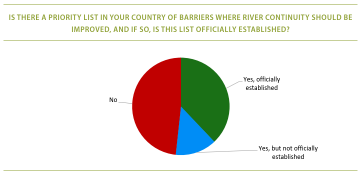 IS THERE A PRIORITY LIST IN YOUR COUNTRY OF BARRIERS WHERE RIVER CONTINUITY SHOULD BE
IMPROVED, AND IF SO, IS THIS LIST OFFICIALLY ESTABLISHED?
Yes, officially
established
No
Yes, but not officially
established